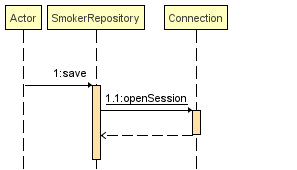 Actor
SmokerRepository
Connection
1:save
1.1:openSession